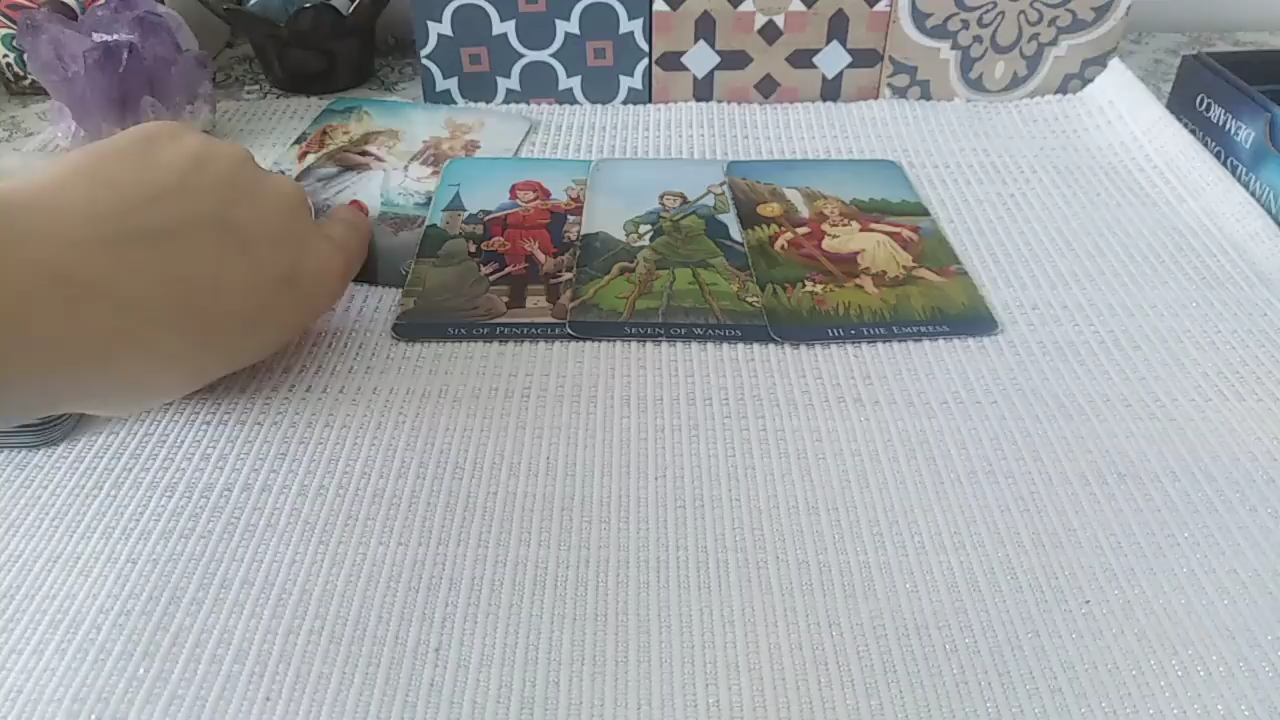 SIX OF PENTACLES
SEVEN OF WANDS
III • THE EMPRESS
DEMARCO